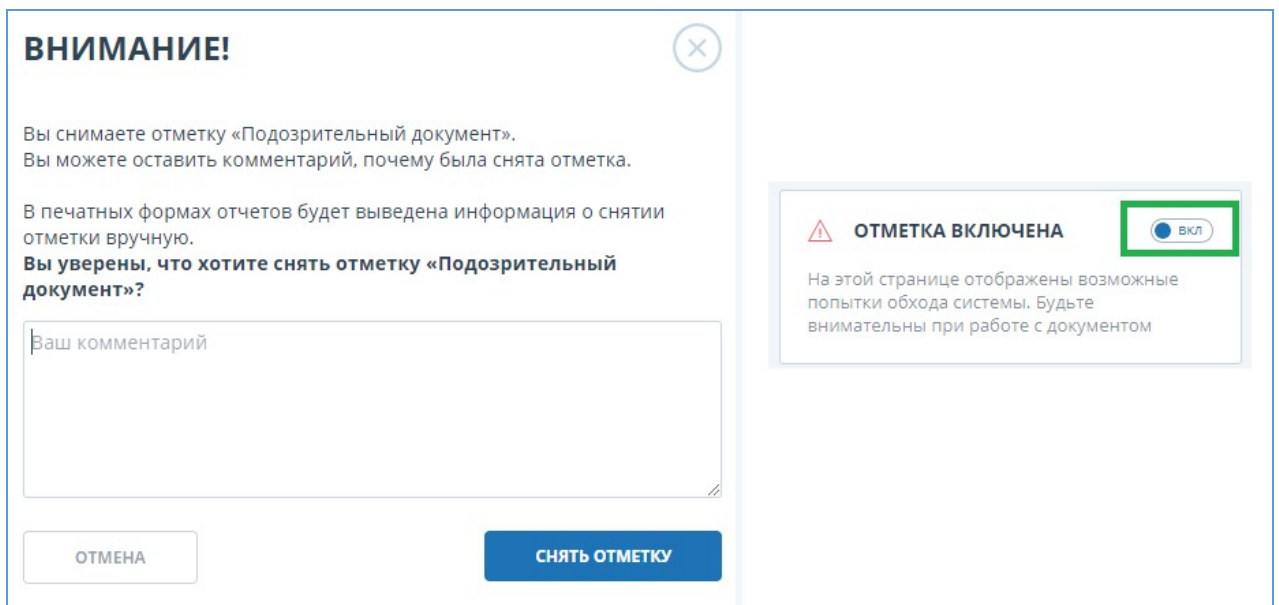 ВНИМАНИЕ!
Вы снимаете отметку «Подозрительный документ».
Вы можете оставить комментарий, почему была снята отметка.
В печатных формах отчетов будет выведена информация о снятии
отметки вручную.
Вы уверены, что хотите снять отметку «Подозрительный
документ»?
Ваш комментарий
ОТМЕНА
СНЯТЬ ОТМЕТКУ
ОТМЕТКА ВКЛЮЧЕНА
ВКЛ
На этой странице отображены возможные
попытки обхода системы. Будьте
внимательны при работе с документом